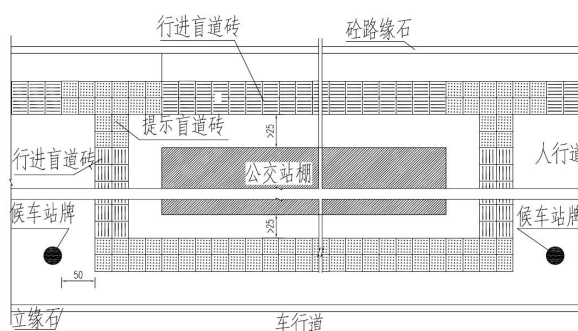 行进盲道砖
砼路缘石
提示盲道砖
>25
行进盲道砖
人行道
公交站棚
候车站牌
>25
候车站牌
50
立缘石
车行道